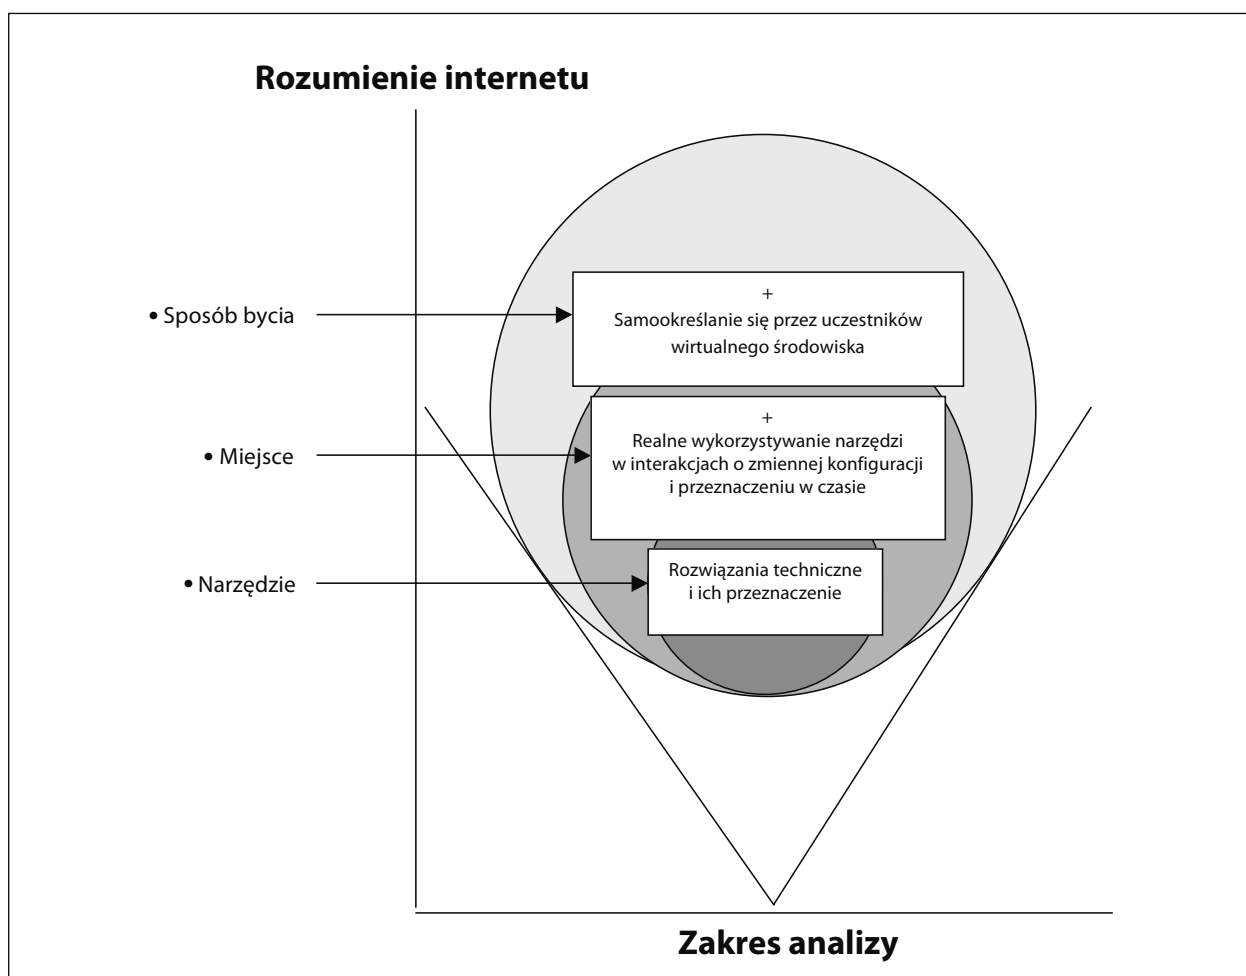 Rozumienie internetu
• Sposób bycia
+
Samookreślanie się przez uczestników
wirtualnego środowiska
• Miejsce
+
Realne wykorzystywanie narzędzi
w interakcjach o zmiennej konfiguracji
i przeznaczeniu w czasie
• Narzędzie
Rozwiązania techniczne
i ich przeznaczenie
Zakres analizy